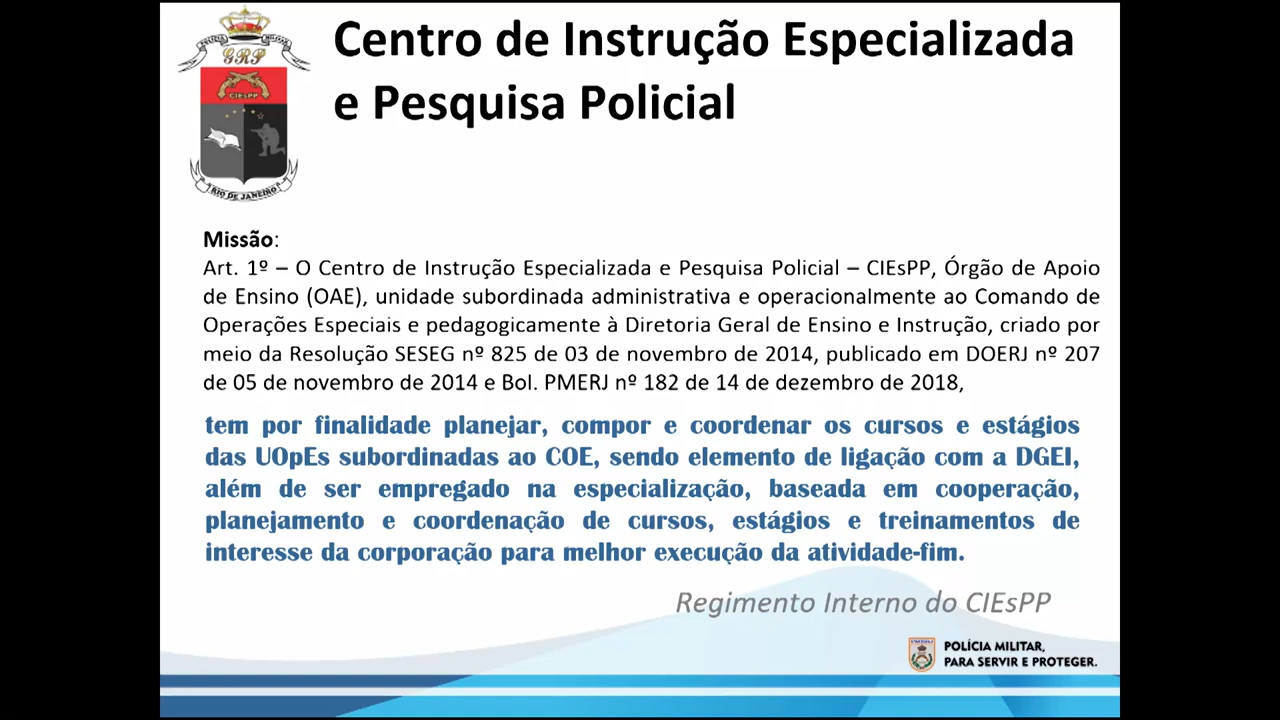 POLÍCIA MILITAR
GRP
CIEsPP
RIO DE JANEIRO
Centro de Instrução Especializada
e Pesquisa Policial
Missão:
Art. 1º – O Centro de Instrução Especializada e Pesquisa Policial – CIEsPP, Órgão de Apoio
de Ensino (OAE), unidade subordinada administrativa e operacionalmente ao Comando de
Operações Especiais e pedagogicamente à Diretoria Geral de Ensino e Instrução, criado por
meio da Resolução SESEG nº 825 de 03 de novembro de 2014, publicado em DOERJ nº 207
de 05 de novembro de 2014 e Bol. PMERJ nº 182 de 14 de dezembro de 2018,
tem por finalidade planejar, compor e coordenar os cursos e estágios
das UOpEs subordinadas ao COE, sendo elemento de ligação com a DGEI,
além de ser empregado na especialização, baseada em cooperação,
planejamento e coordenação de cursos, estágios e treinamentos de
interesse da corporação para melhor execução da atividade-fim.
Regimento Interno do CIEsPP
POLÍCIA MILITAR,
PARA SERVIR E PROTEGER.